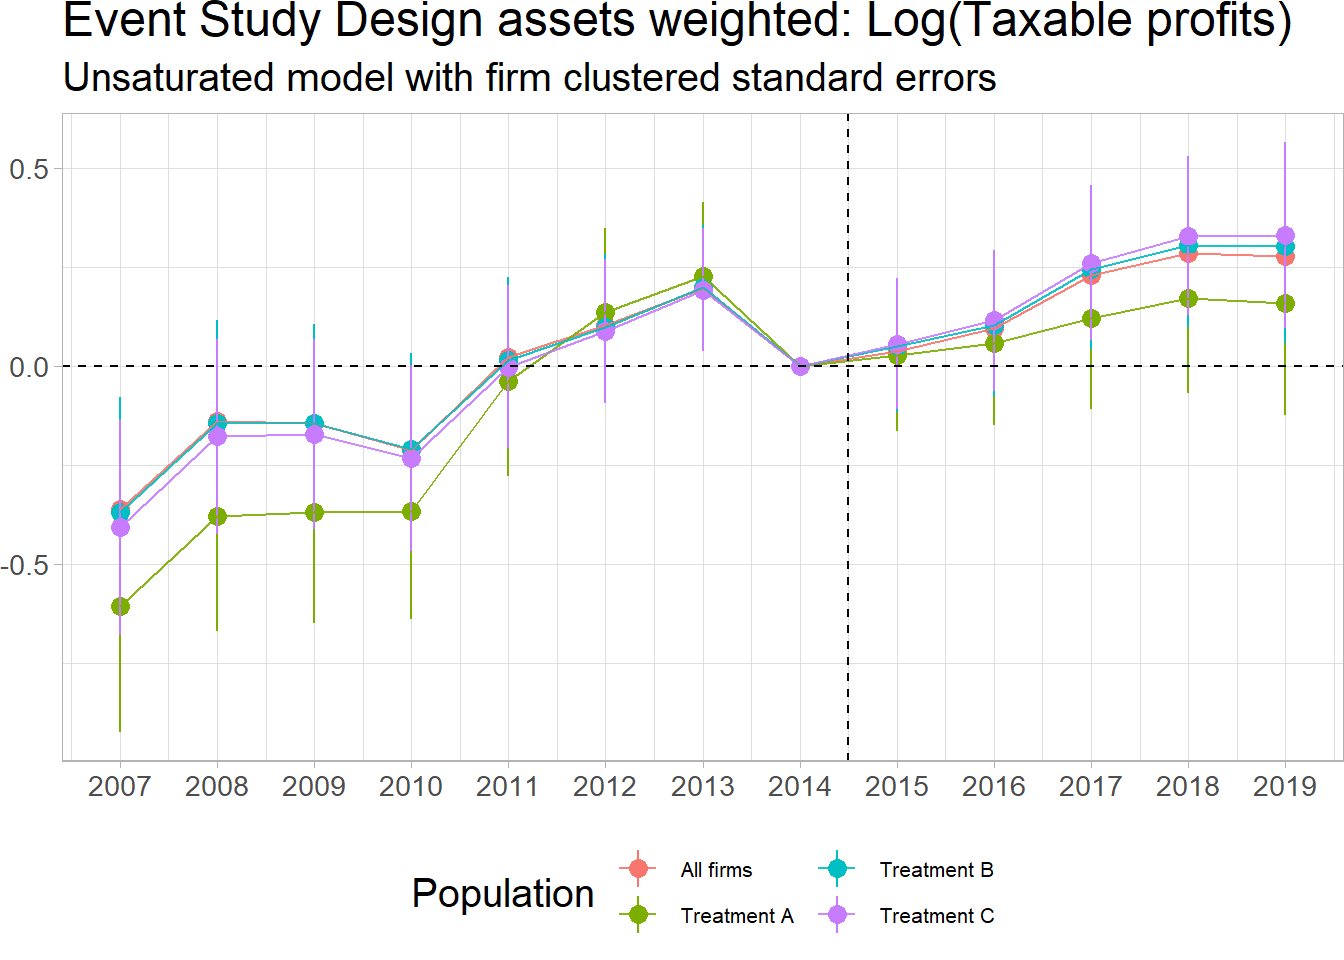 Event Study Design assets weighted: Log(Taxable profits)
Unsaturated model with firm clustered standard errors
0.5
0.0
-0.5
2007 2008 2009 2010 2011 2012 2013 2014 2015 2016 2017 2018 2019
Population
All firms
Treatment A
Treatment B
Treatment C